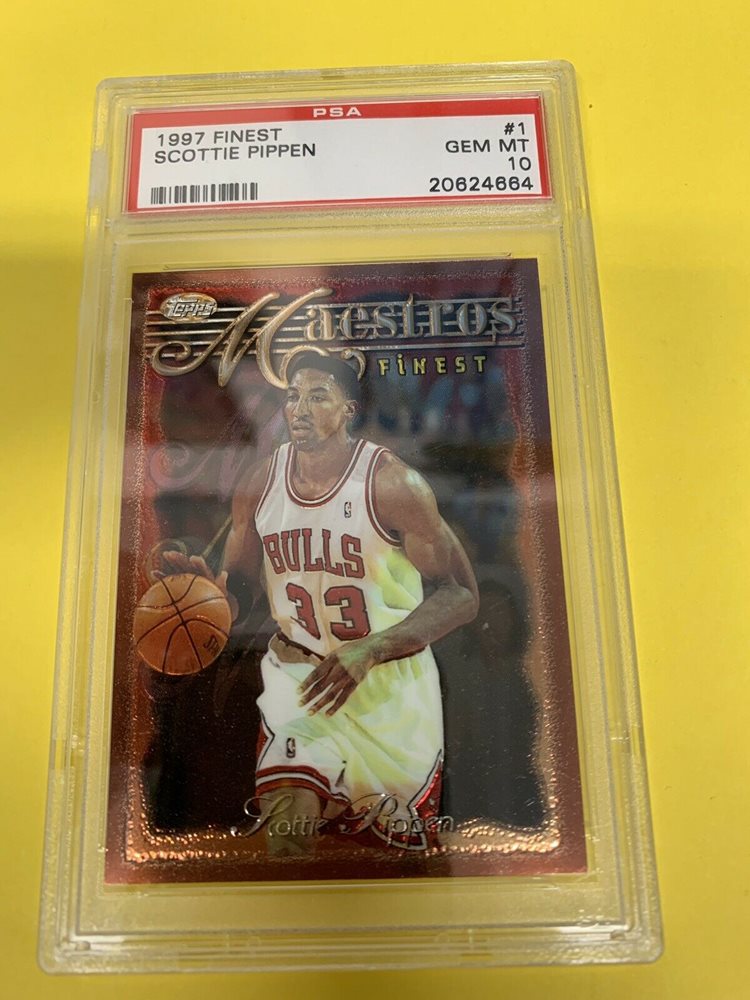 PSA
1997 FINEST #1
SCOTTIE PIPPEN GEM MT
10
20624664
TOPPS
Maestros
FiNEST
BULLS
33
Scottie Pippen